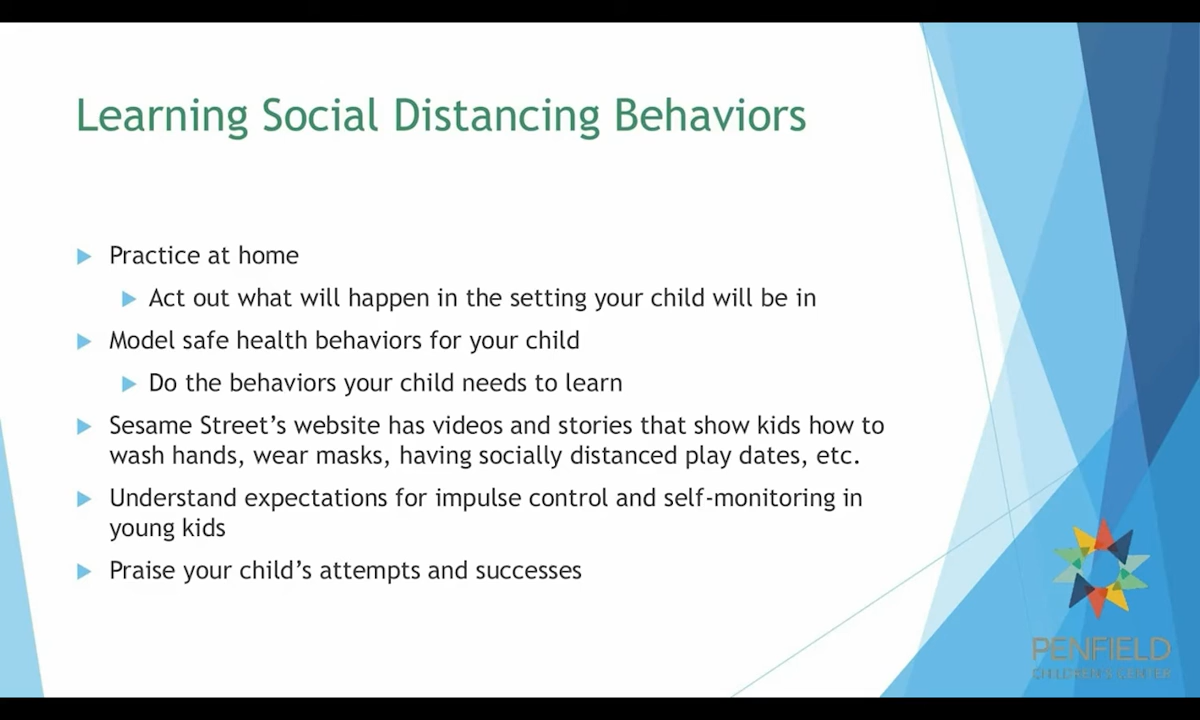 Learning Social Distancing Behaviors
Practice at home
Act out what will happen in the setting your child will be in
Model safe health behaviors for your child
Do the behaviors your child needs to learn
Sesame Street’s website has videos and stories that show kids how to
wash hands, wear masks, having socially distanced play dates, etc.
Understand expectations for impulse control and self-monitoring in
young kids
Praise your child’s attempts and successes
PENFIELD
CHILDREN'S CENTER